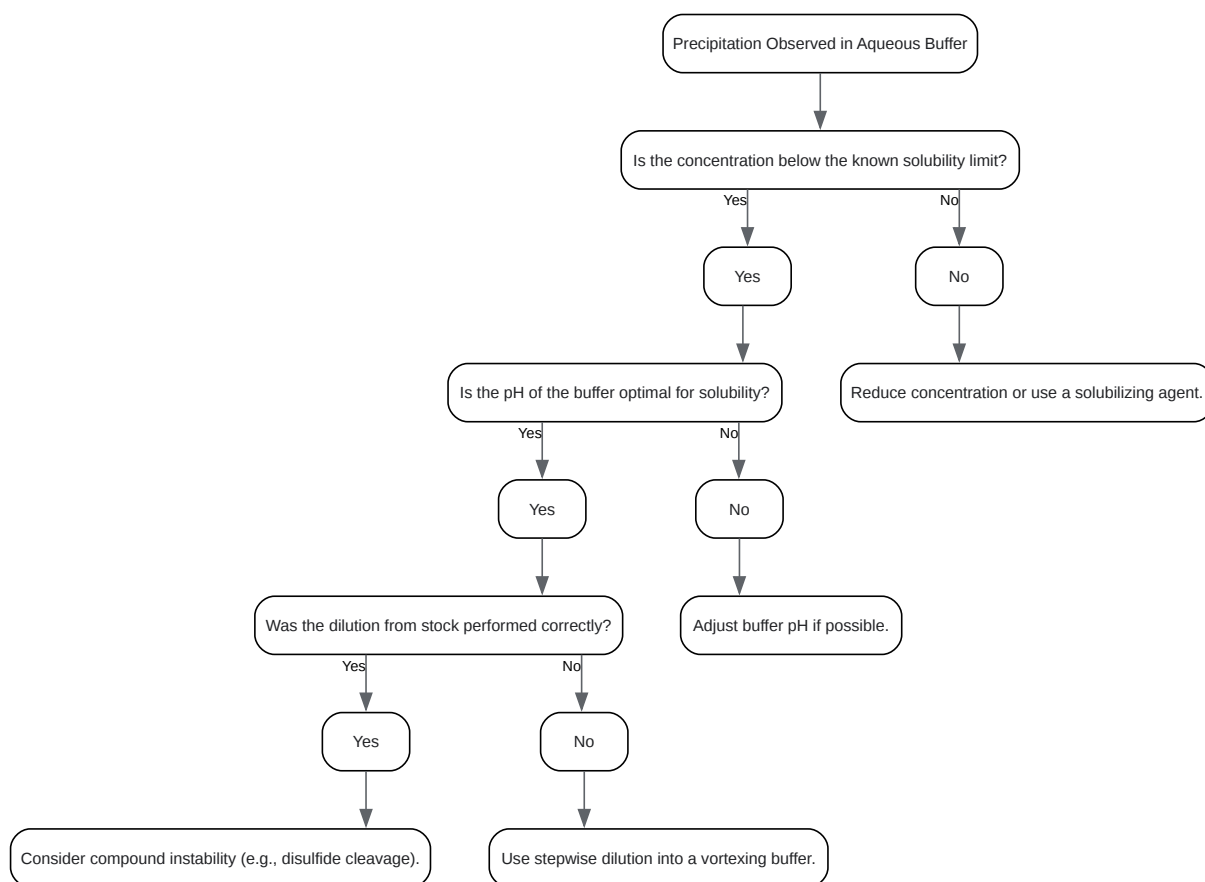 Precipitation Observed in Aqueous Buffer
Is the concentration below the known solubility limit?
Yes
No
Yes
No
Is the pH of the buffer optimal for solubility?
Reduce concentration or use a solubilizing agent.
Yes
No
Yes
No
Was the dilution from stock performed correctly?
Adjust buffer pH if possible.
Yes
No
Yes
No
Consider compound instability (e.g., disulfide cleavage).
Use stepwise dilution into a vortexing buffer.